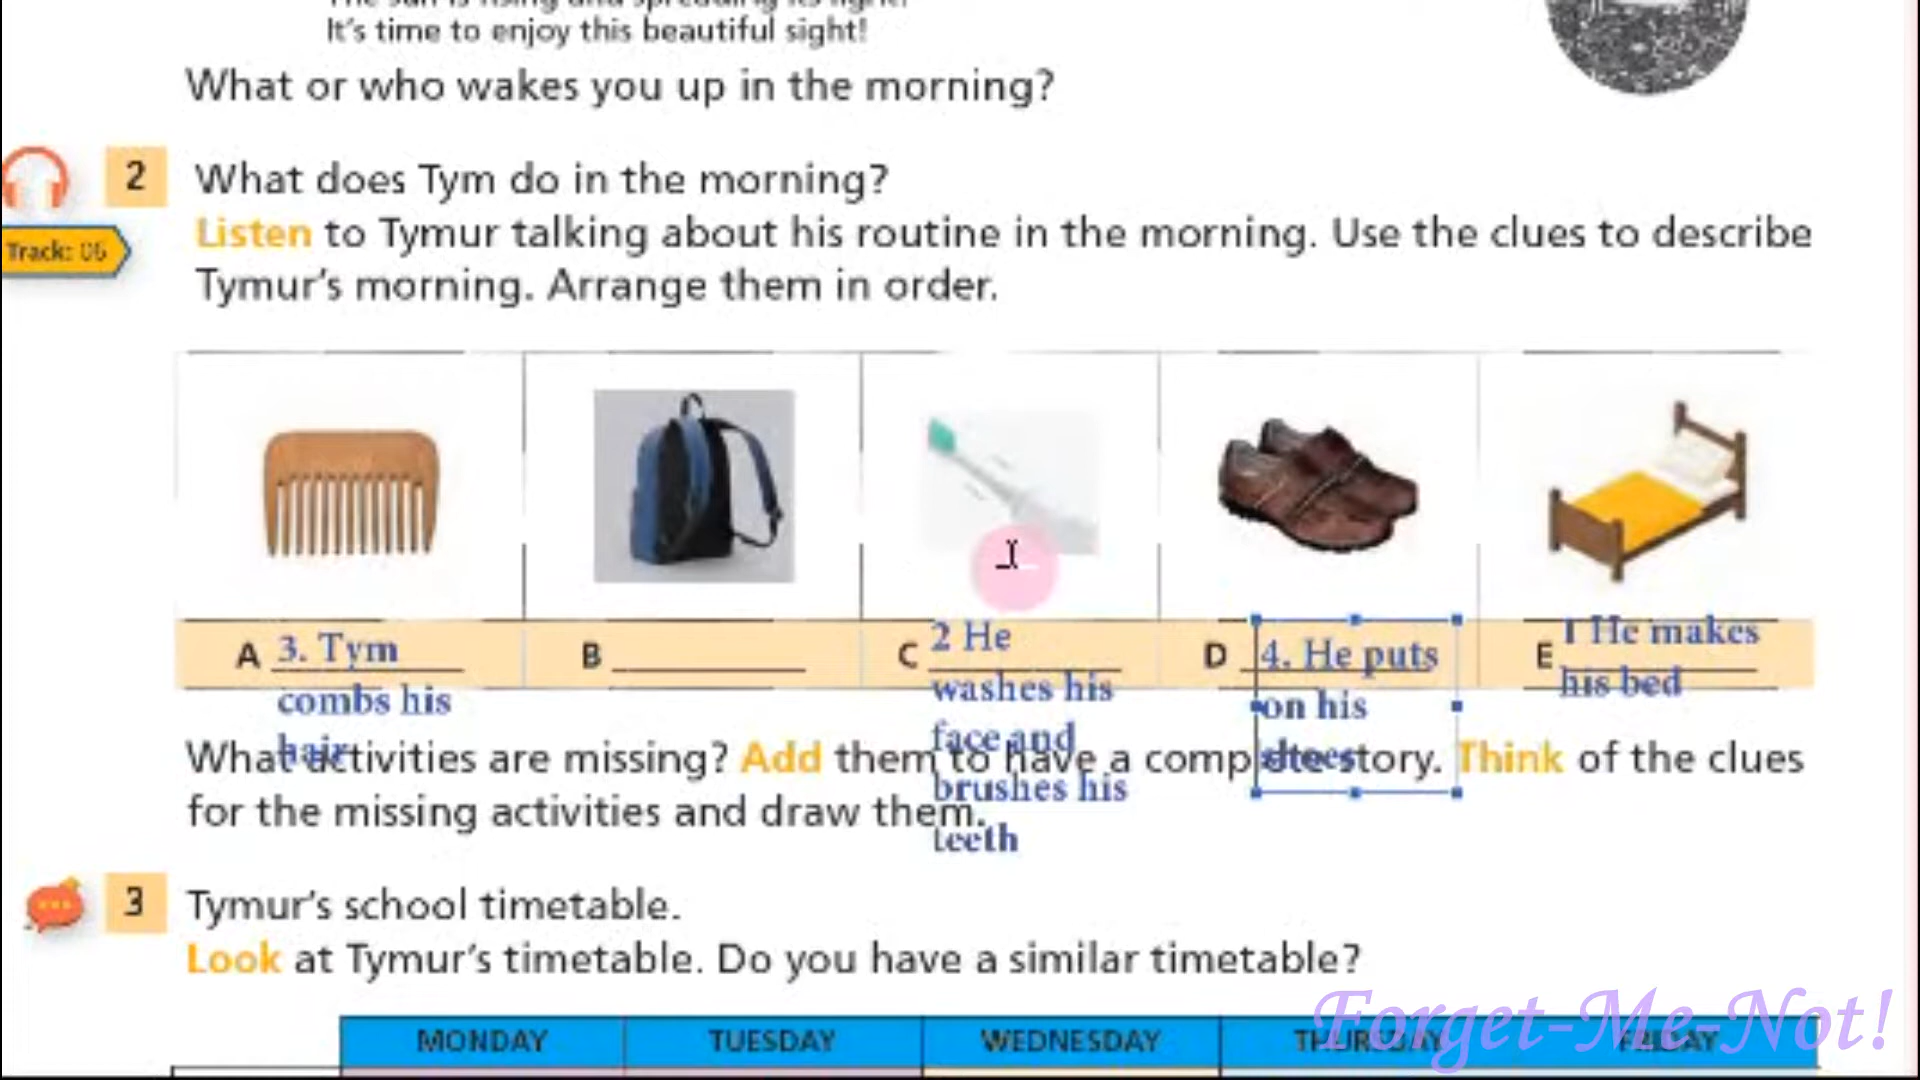 It's time to enjoy this beautiful sight!
What or who wakes you up in the morning?
2
What does Tym do in the morning?
Listen to Tymur talking about his routine in the morning. Use the clues to describe
Track: 06
Tymur's morning. Arrange them in order.
A 3. Tym
combs his
hair
B
C 2 He
washes his
face and
brushes his
teeth
D 4. He puts
on his
shoes
E 1 He makes
his bed
What activities are missing? Add them to have a complete story. Think of the clues
for the missing activities and draw them.
3
Tymur's school timetable.
Look at Tymur's timetable. Do you have a similar timetable?
MONDAY TUESDAY WEDNESDAY THURSDAY FRIDAY
Forget-Me-Not!